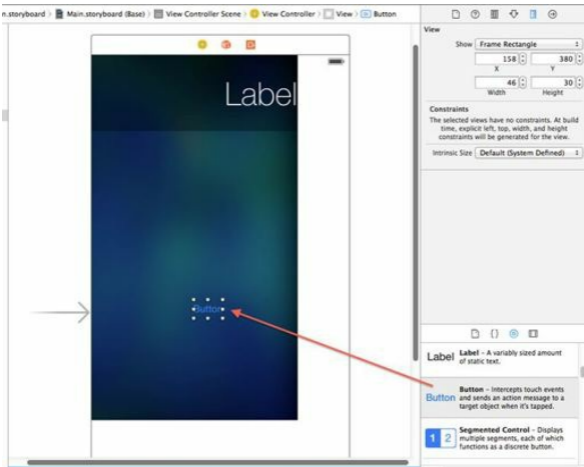 n.storyboard › Main.storyboard (Base) › View Controller Scene › View Controller › View › Button
View
Show Frame Rectangle
158 380
X Y
46 30
Width Height
Constraints
The selected views have no constraints. At build
time, explicit left, top, width, and height
constraints will be generated for the view.
Intrinsic Size Default (System Defined)
Label
Button
Label Label - A variably sized amount
of static text.
Button - Intercepts touch events
Button and sends an action message to a
target object when it's tapped.
Segmented Control - Displays
1 2 multiple segments, each of which
functions as a discrete button.